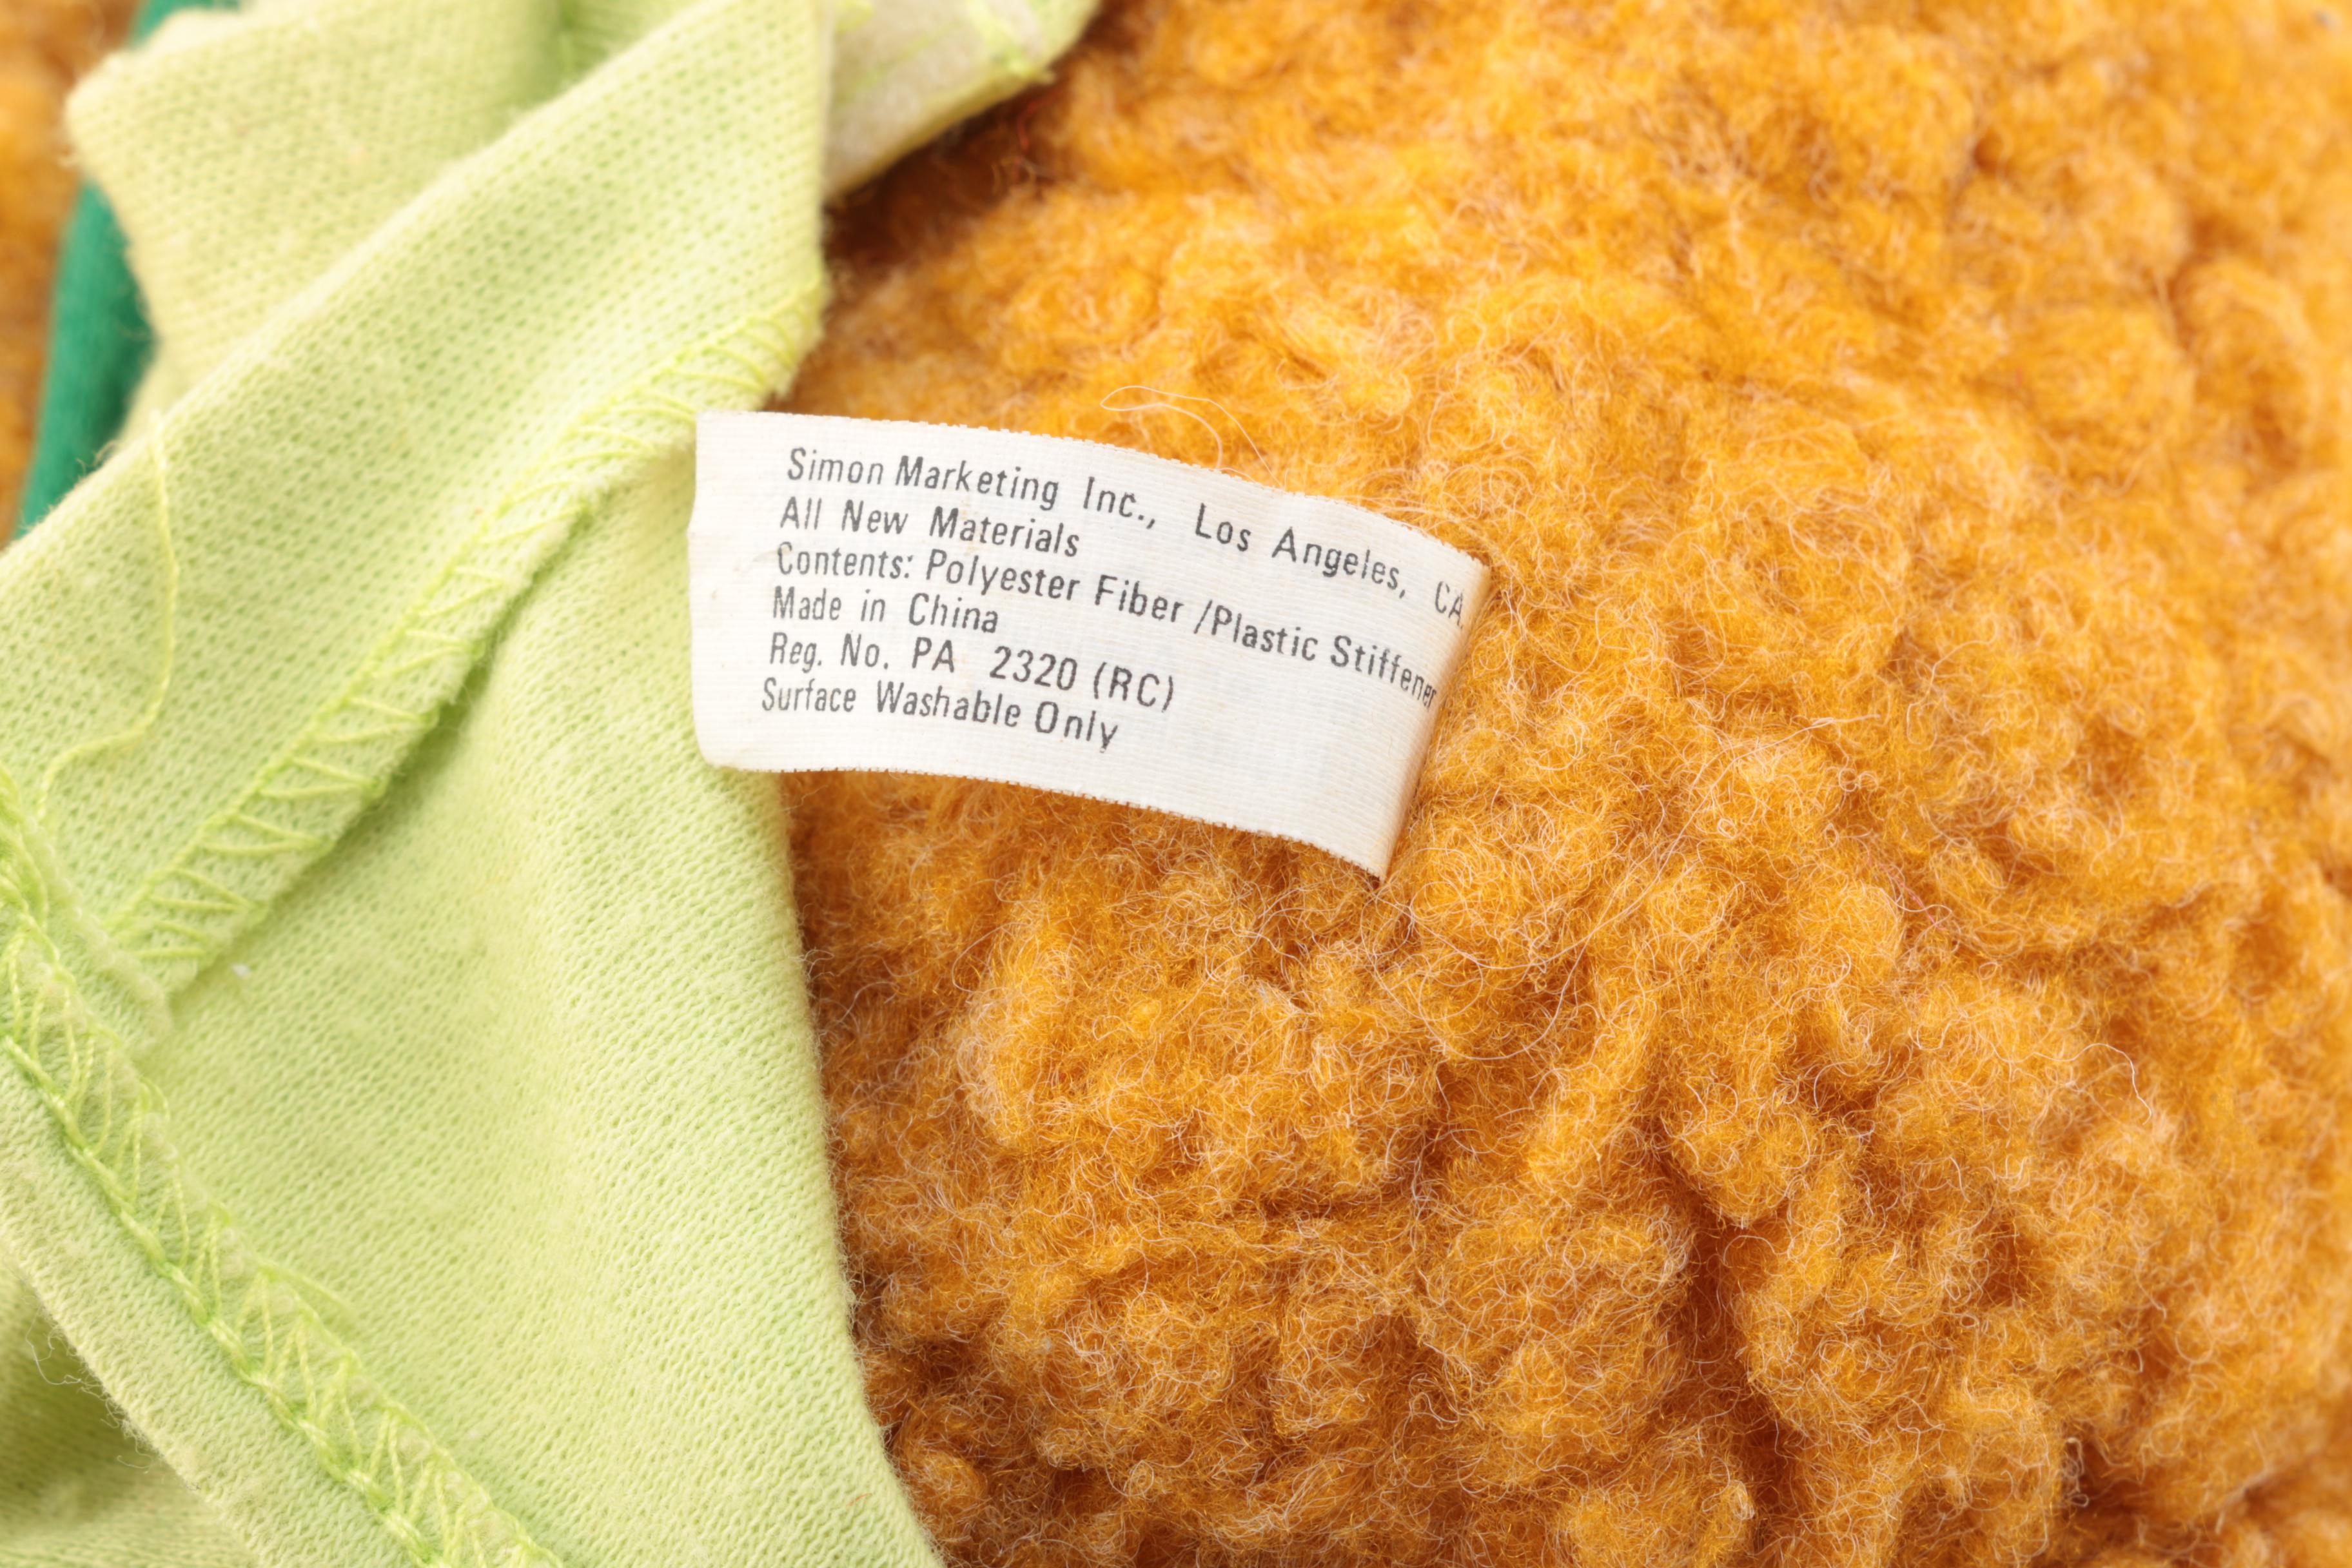 Simon Marketing Inc., Los Angeles, CA.
All New Materials
Contents: Polyester Fiber /Plastic Stiffener
Made in China
Reg. No. PA 2320 (RC)
Surface Washable Only